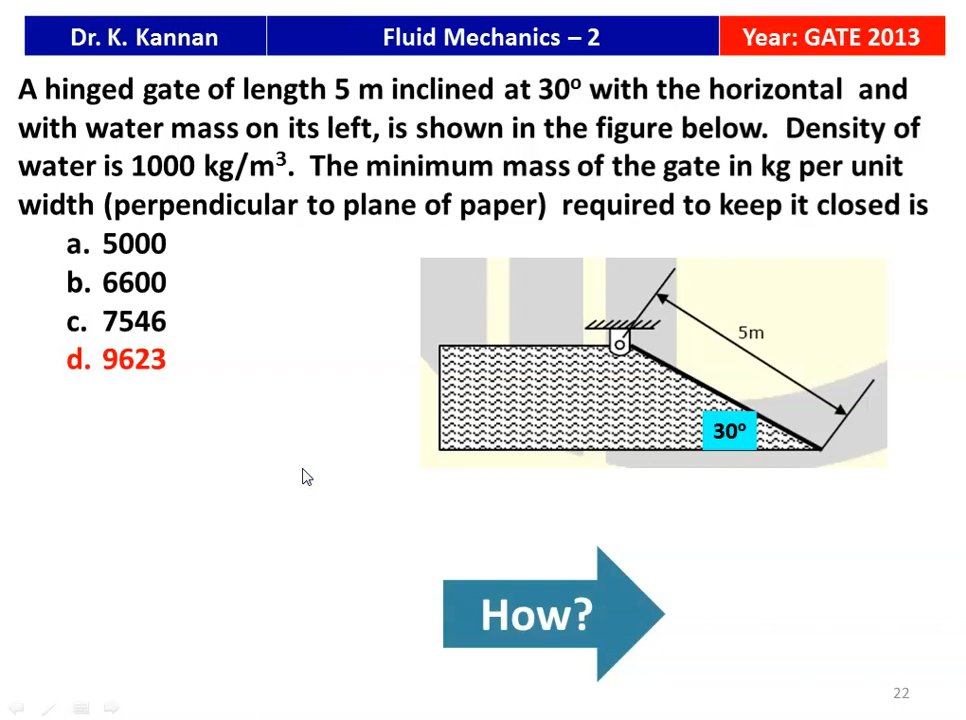 Dr. K. Kannan
Fluid Mechanics – 2
Year: GATE 2013
A hinged gate of length 5 m inclined at 30º with the horizontal and
with water mass on its left, is shown in the figure below. Density of
water is 1000 kg/m³. The minimum mass of the gate in kg per unit
width (perpendicular to plane of paper) required to keep it closed is
a. 5000
b. 6600
c. 7546
d. 9623
5m
30º
How?
22